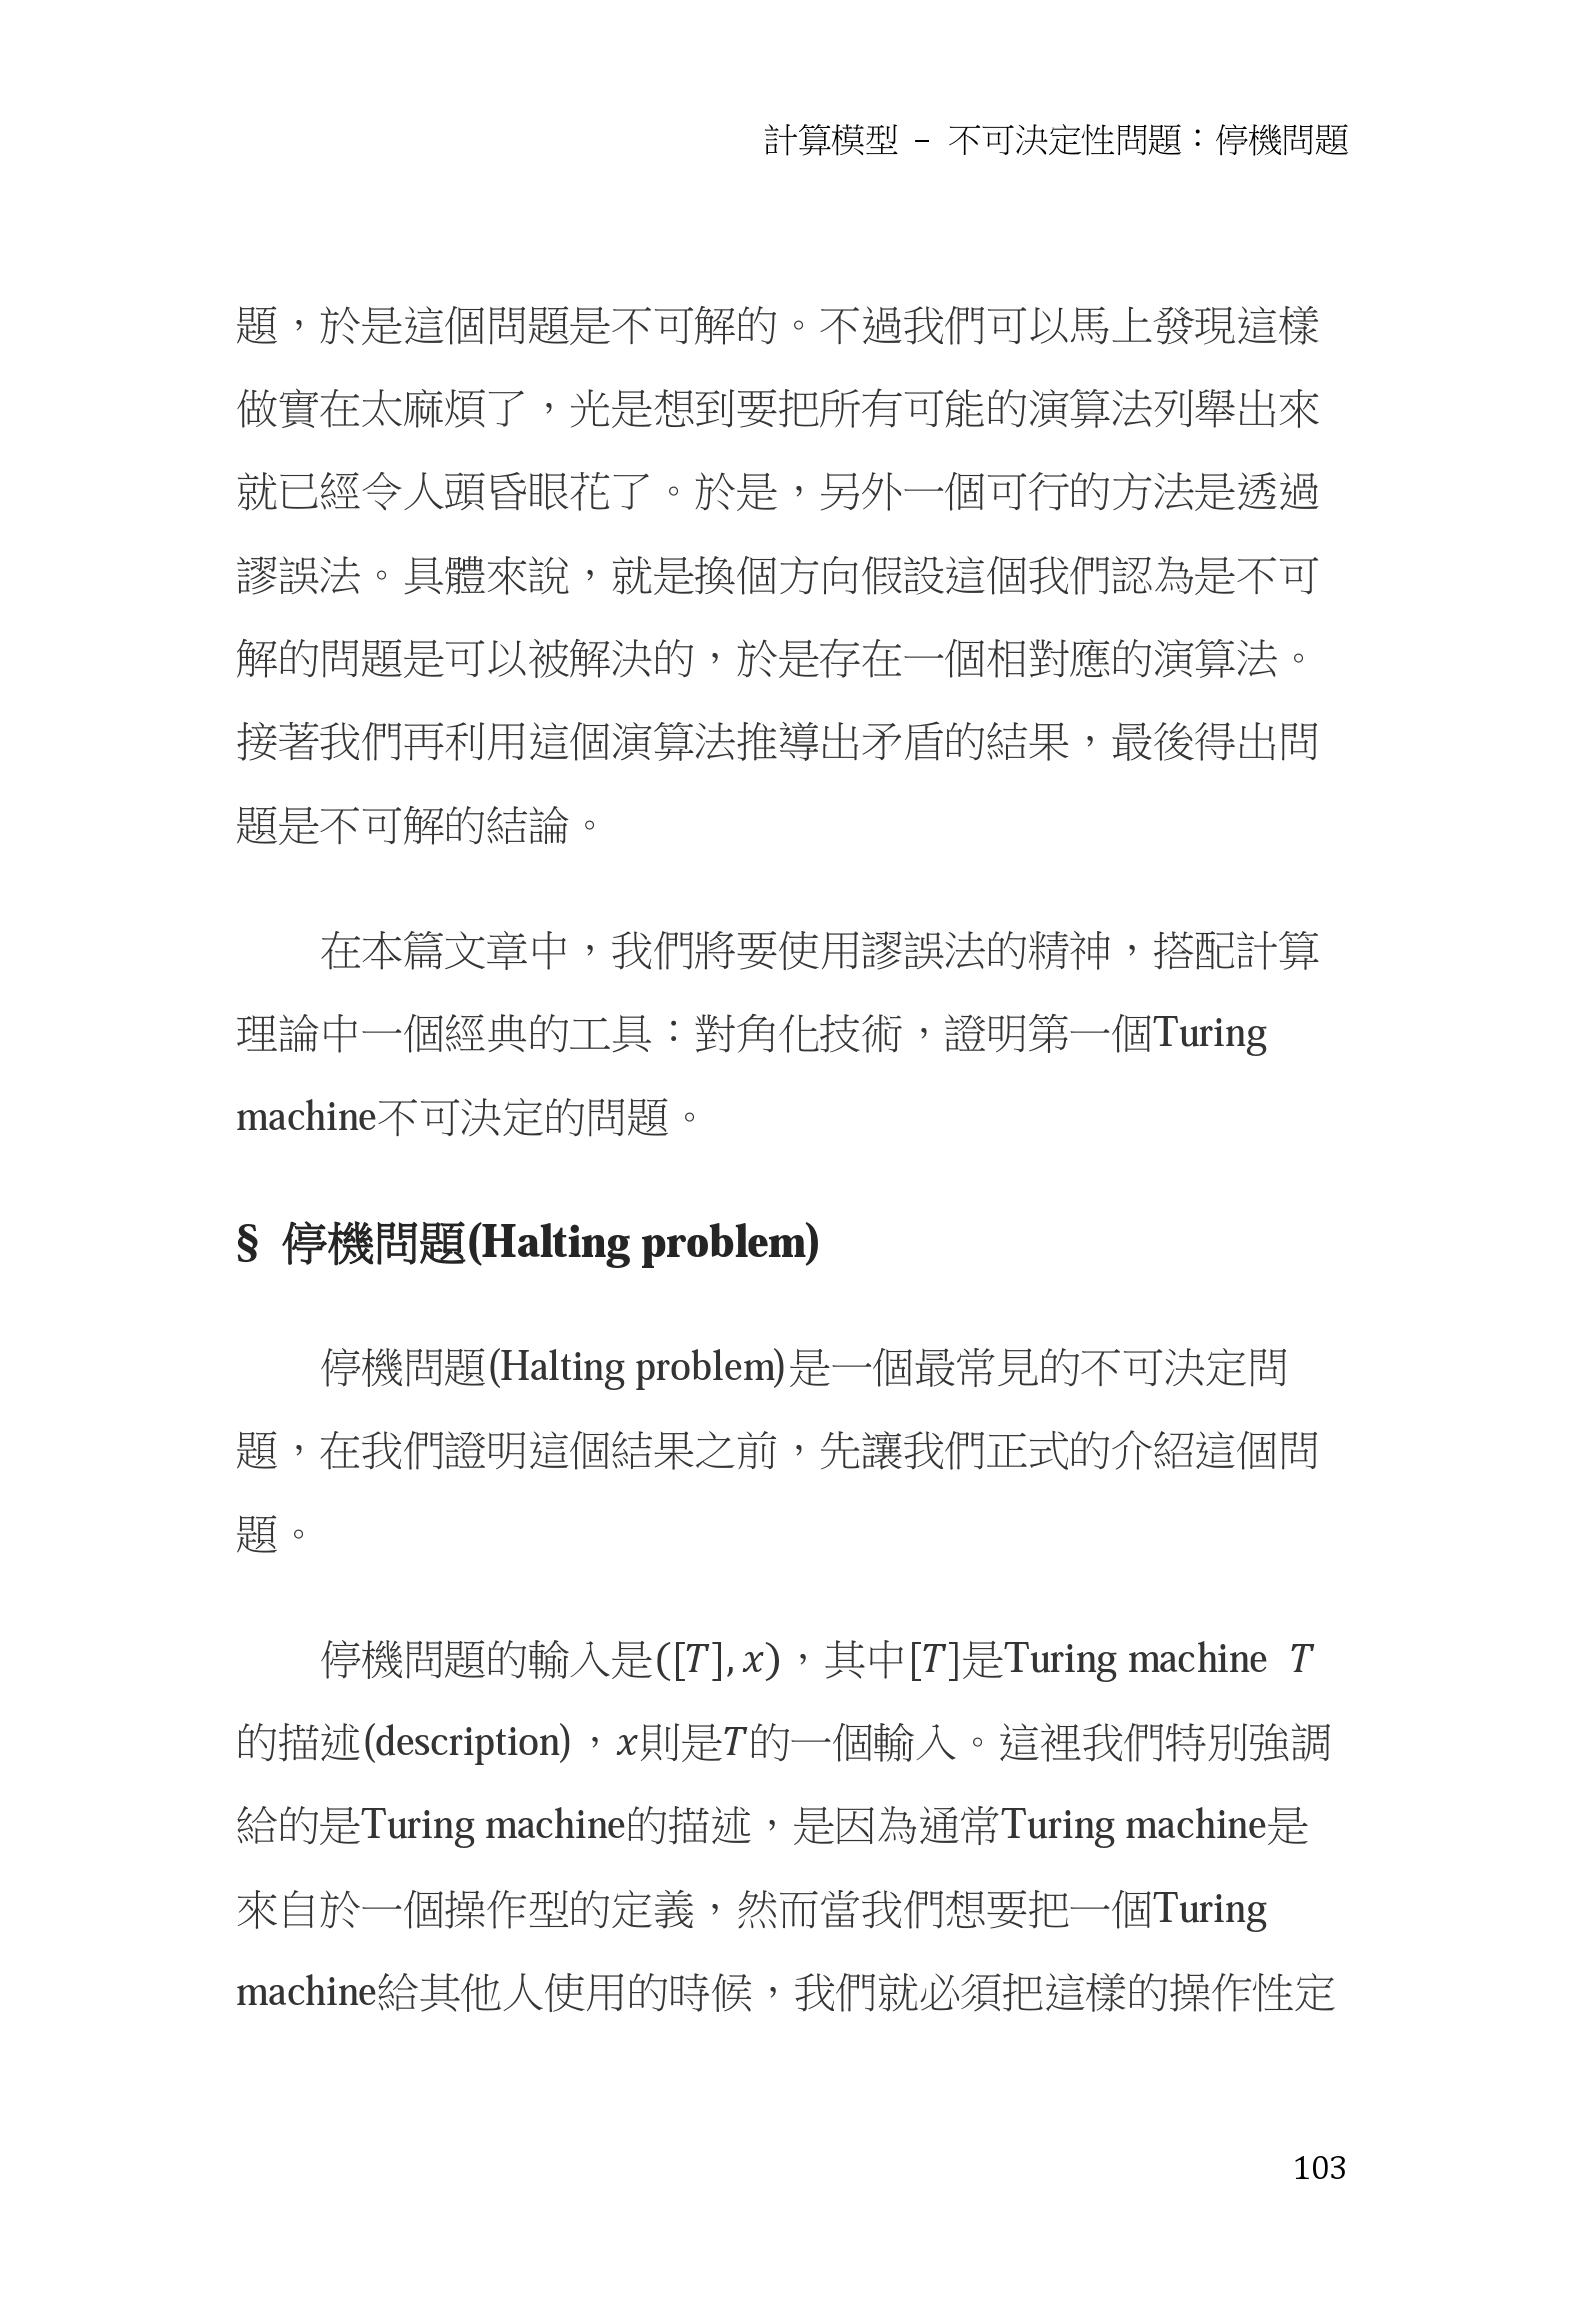 計算模型 – 不可決定性問題：停機問題
題，於是這個問題是不可解的。不過我們可以馬上發現這樣
做實在太麻煩了，光是想到要把所有可能的演算法列舉出來
就已經令人頭昏眼花了。於是，另外一個可行的方法是透過
謬誤法。具體來說，就是換個方向假設這個我們認為是不可
解的問題是可以被解決的，於是存在一個相對應的演算法。
接著我們再利用這個演算法推導出矛盾的結果，最後得出問
題是不可解的結論。
在本篇文章中，我們將要使用謬誤法的精神，搭配計算
理論中一個經典的工具：對角化技術，證明第一個Turing
machine不可決定的問題。
§ 停機問題(Halting problem)
停機問題(Halting problem)是一個最常見的不可決定問
題，在我們證明這個結果之前，先讓我們正式的介紹這個問
題。
停機問題的輸入是([T], x)，其中[T]是Turing machine T
的描述(description)，x則是T的一個輸入。這裡我們特別強調
給的是Turing machine的描述，是因為通常Turing machine是
來自於一個操作型的定義，然而當我們想要把一個Turing
machine給其他人使用的時候，我們就必須把這樣的操作性定
103